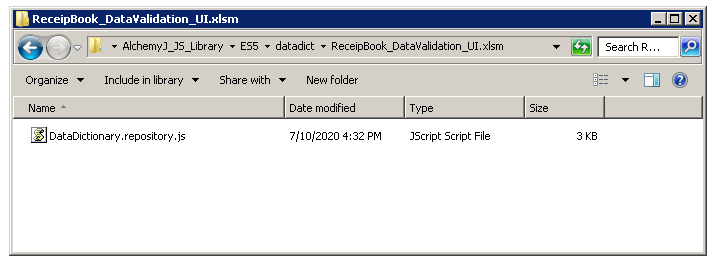 ReceipBook_DataValidation_UI.xlsm
AlchemyJ_JS_Library ES5 datadict ReceipBook_DataValidation_UI.xlsm Search R...
Organize Include in library Share with New folder
Name Date modified Type Size
DataDictionary.repository.js 7/10/2020 4:32 PM JScript Script File 3 KB